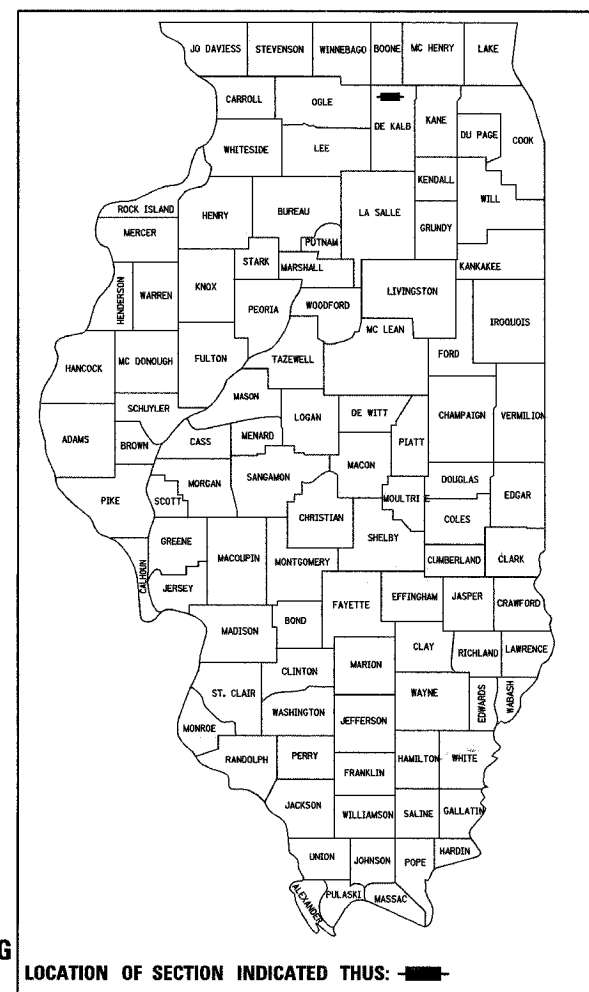 JO DAVIESS STEVENSON WINNEBAGO BOONE MC HENRY LAKE
CARROLL OGLE DE KALB KANE DU PAGE COOK
WHITESIDE LEE
KENDALL WILL
ROCK ISLAND HENRY BUREAU LA SALLE GRUNDY
MERCER PUTNAM
STARK MARSHALL KANKAKEE
HENDERSON WARREN KNOX PEORIA WOODFORD LIVINGSTON IROQUOIS
MC LEAN
HANCOCK MC DONOUGH FULTON TAZEWELL FORD
MASON
SCHUYLER LOGAN DE WITT CHAMPAIGN VERMILION
ADAMS BROWN CASS MENARD PIATT
MACON
MORGAN SANGAMON DOUGLAS EDGAR
PIKE SCOTT CHRISTIAN MOULTRIE COLES
GREENE MACOUPIN MONTGOMERY SHELBY CUMBERLAND CLARK
CALHOUN JERSEY
FAYETTE EFFINGHAM JASPER CRAWFORD
MADISON BOND
CLAY RICHLAND LAWRENCE
CLINTON MARION
ST. CLAIR WAYNE EDWARDS WABASH
WASHINGTON JEFFERSON
MONROE
RANDOLPH PERRY HAMILTON WHITE
FRANKLIN
JACKSON WILLIAMSON SALINE GALLATIN
UNION JOHNSON POPE HARDIN
ALEXANDER PULASKI MASSAC
G
LOCATION OF SECTION INDICATED THUS: